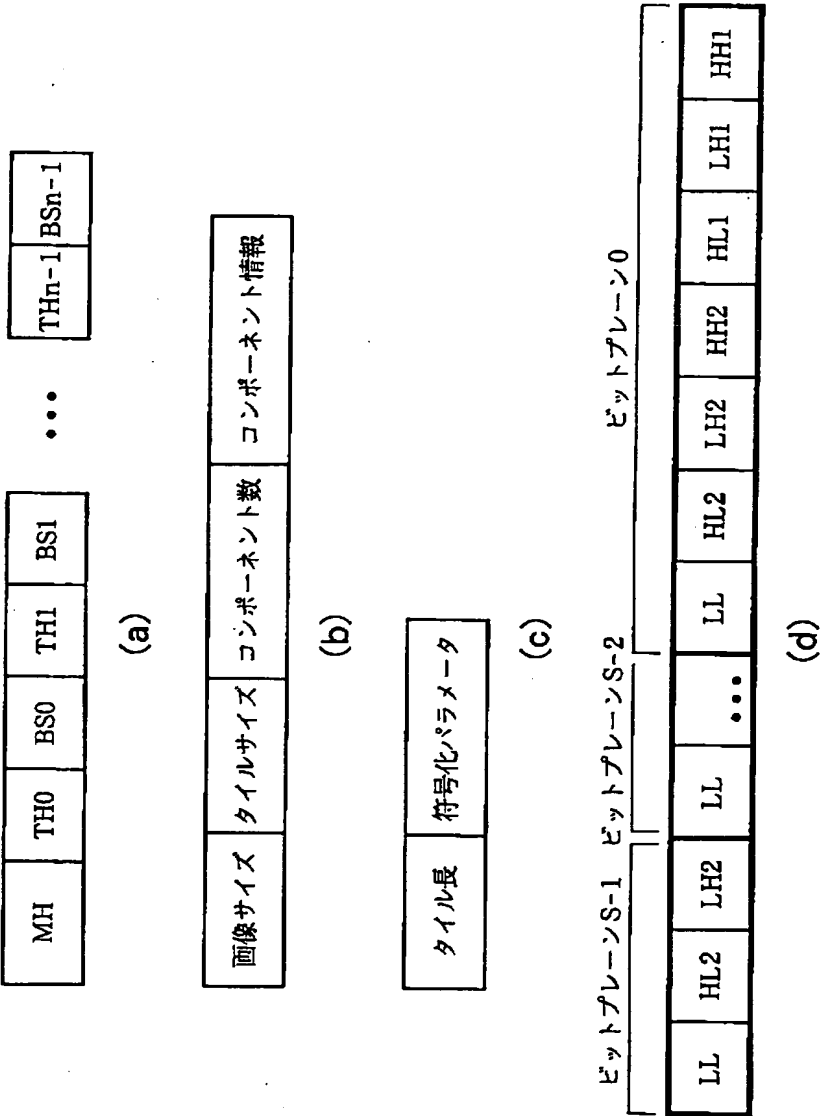 MH TH0 BS0 TH1 BS1 ••• THn-1 BSn-1
(a)
画像サイズ タイルサイズ コンポーネント数 コンポーネント情報
(b)
タイル長 符号化パラメータ
(c)
ビットプレーンS-1 ビットプレーンS-2 ビットプレーン0
LL HL2 LH2 LL ••• LL HL2 LH2 HH2 HL1 LH1 HH1
(d)